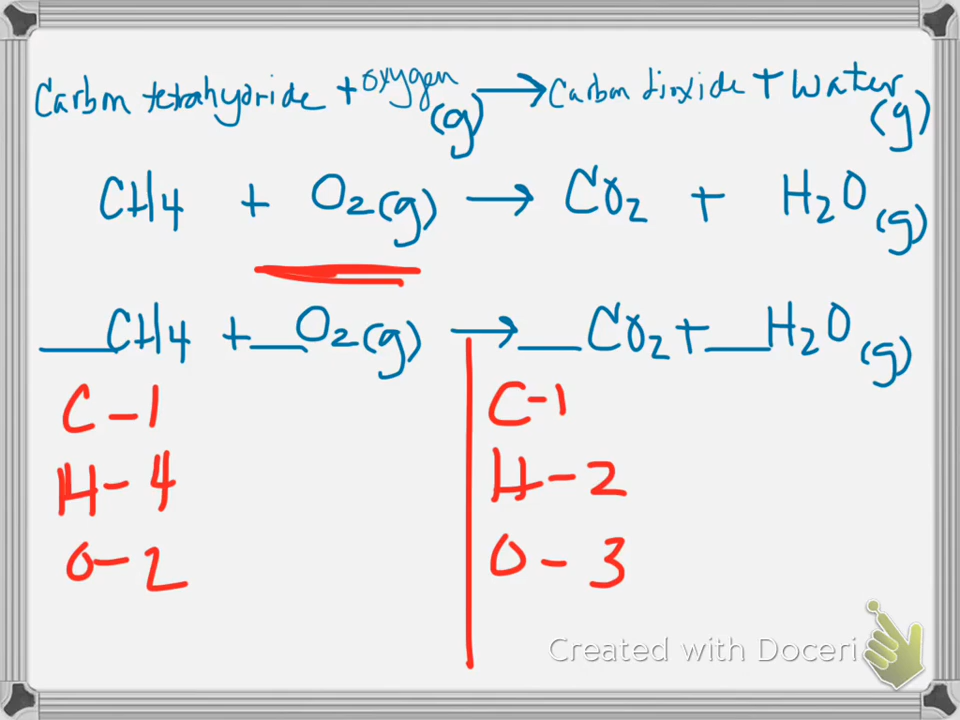 Carbon tetrahydride + oxygen (g) → Carbon dioxide + Water (g)
CH4 + O2(g) → CO2 + H2O (g)
__CH4 + __O2(g) → __CO2 + __H2O (g)
C - 1 C - 1
H - 4 H - 2
O - 2 O - 3
Created with Doceri